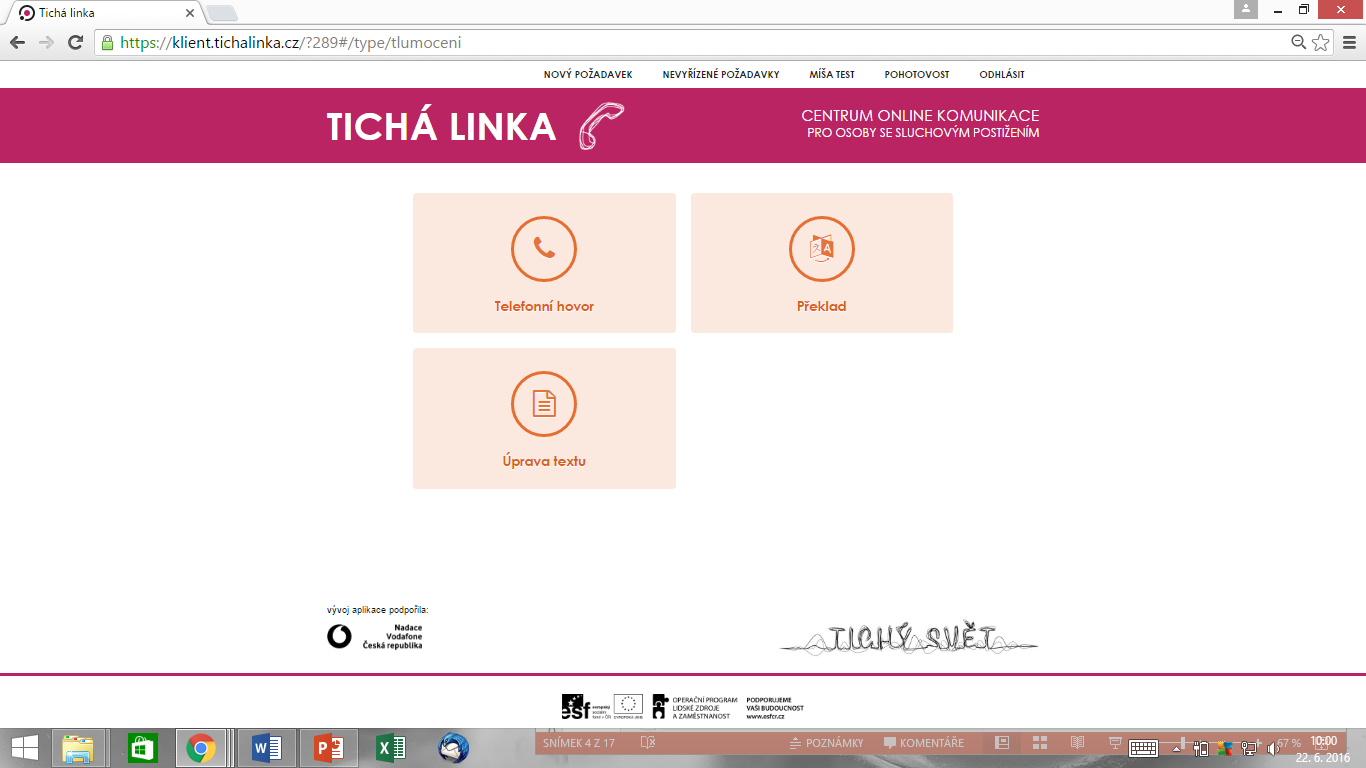 Tichá linka
https://klient.tichalinka.cz/?289#/type/tlumoceni
NOVÝ POŽADAVEK NEVYŘÍZENÉ POŽADAVKY MÍŠA TEST POHOTOVOST ODHLÁSIT
TICHÁ LINKA
CENTRUM ONLINE KOMUNIKACE
PRO OSOBY SE SLUCHOVÝM POSTIŽENÍM
Telefonní hovor
Překlad
Úprava textu
vývoj aplikace podpořila:
Nadace
Vodafone
Česká republika
TICHÝ SVĚT
esf
OPERAČNÍ PROGRAM
LIDSKÉ ZDROJE
A ZAMĚSTNANOST
PODPORUJEME
VAŠI BUDOUCNOST
www.esfcr.cz
SNÍMEK 4 Z 17 POZNÁMKY KOMENTÁŘE 67 %
10:00
22. 6. 2016